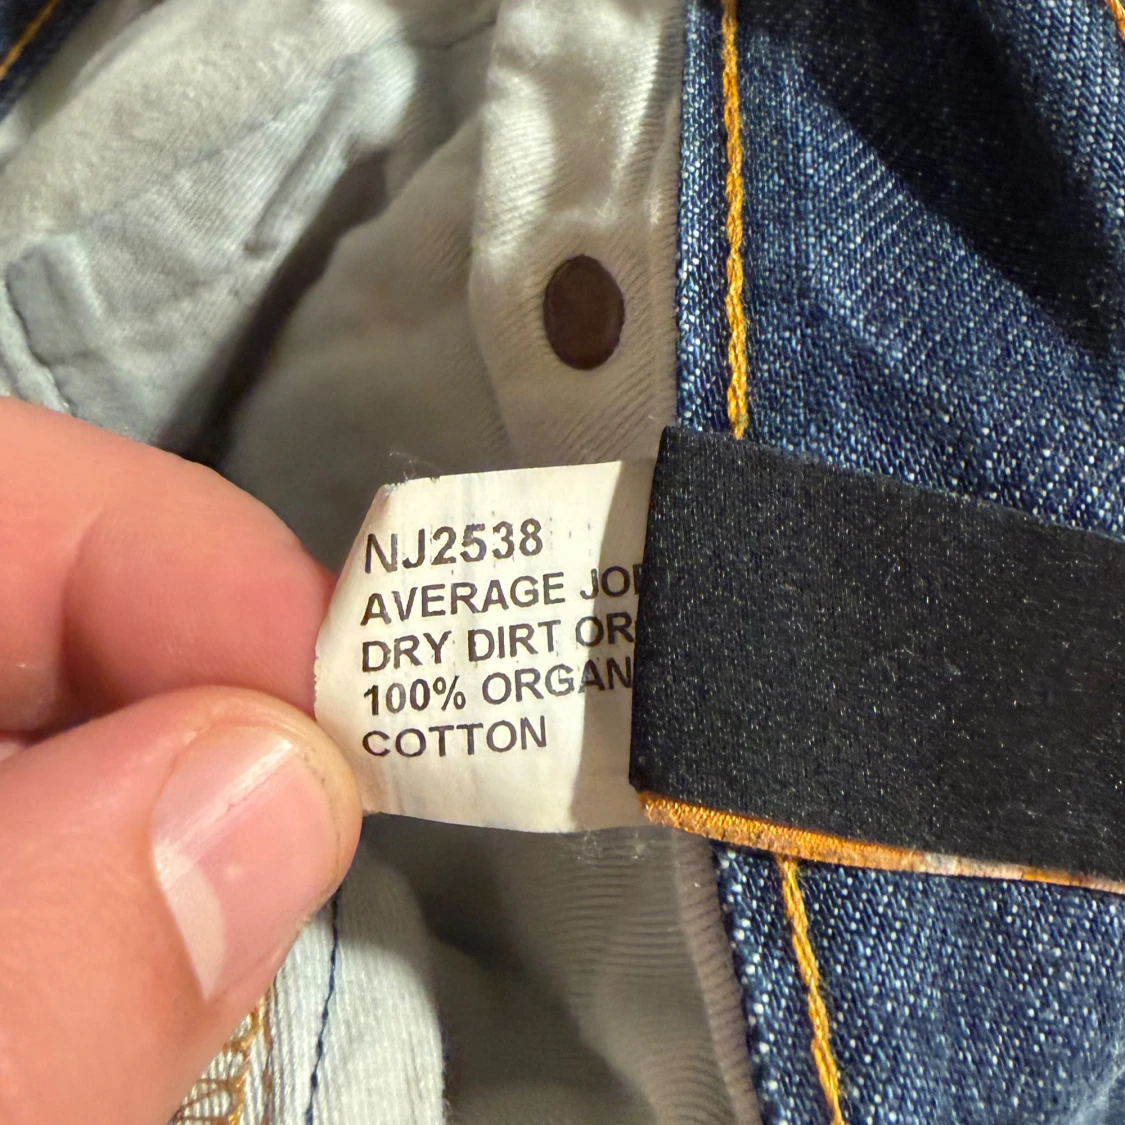 NJ2538
AVERAGE JO
DRY DIRT OR
100% ORGAN
COTTON